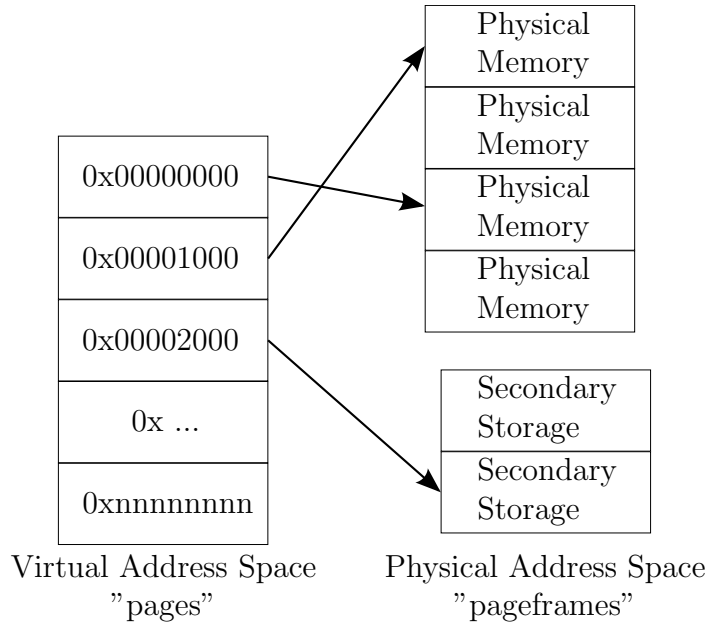 0x00000000
0x00001000
0x00002000
0x ...
0xnnnnnnnn
Virtual Address Space
”pages”
Physical
Memory
Physical
Memory
Physical
Memory
Physical
Memory
Secondary
Storage
Secondary
Storage
Physical Address Space
”pageframes”